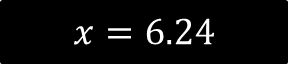 x = 6.24